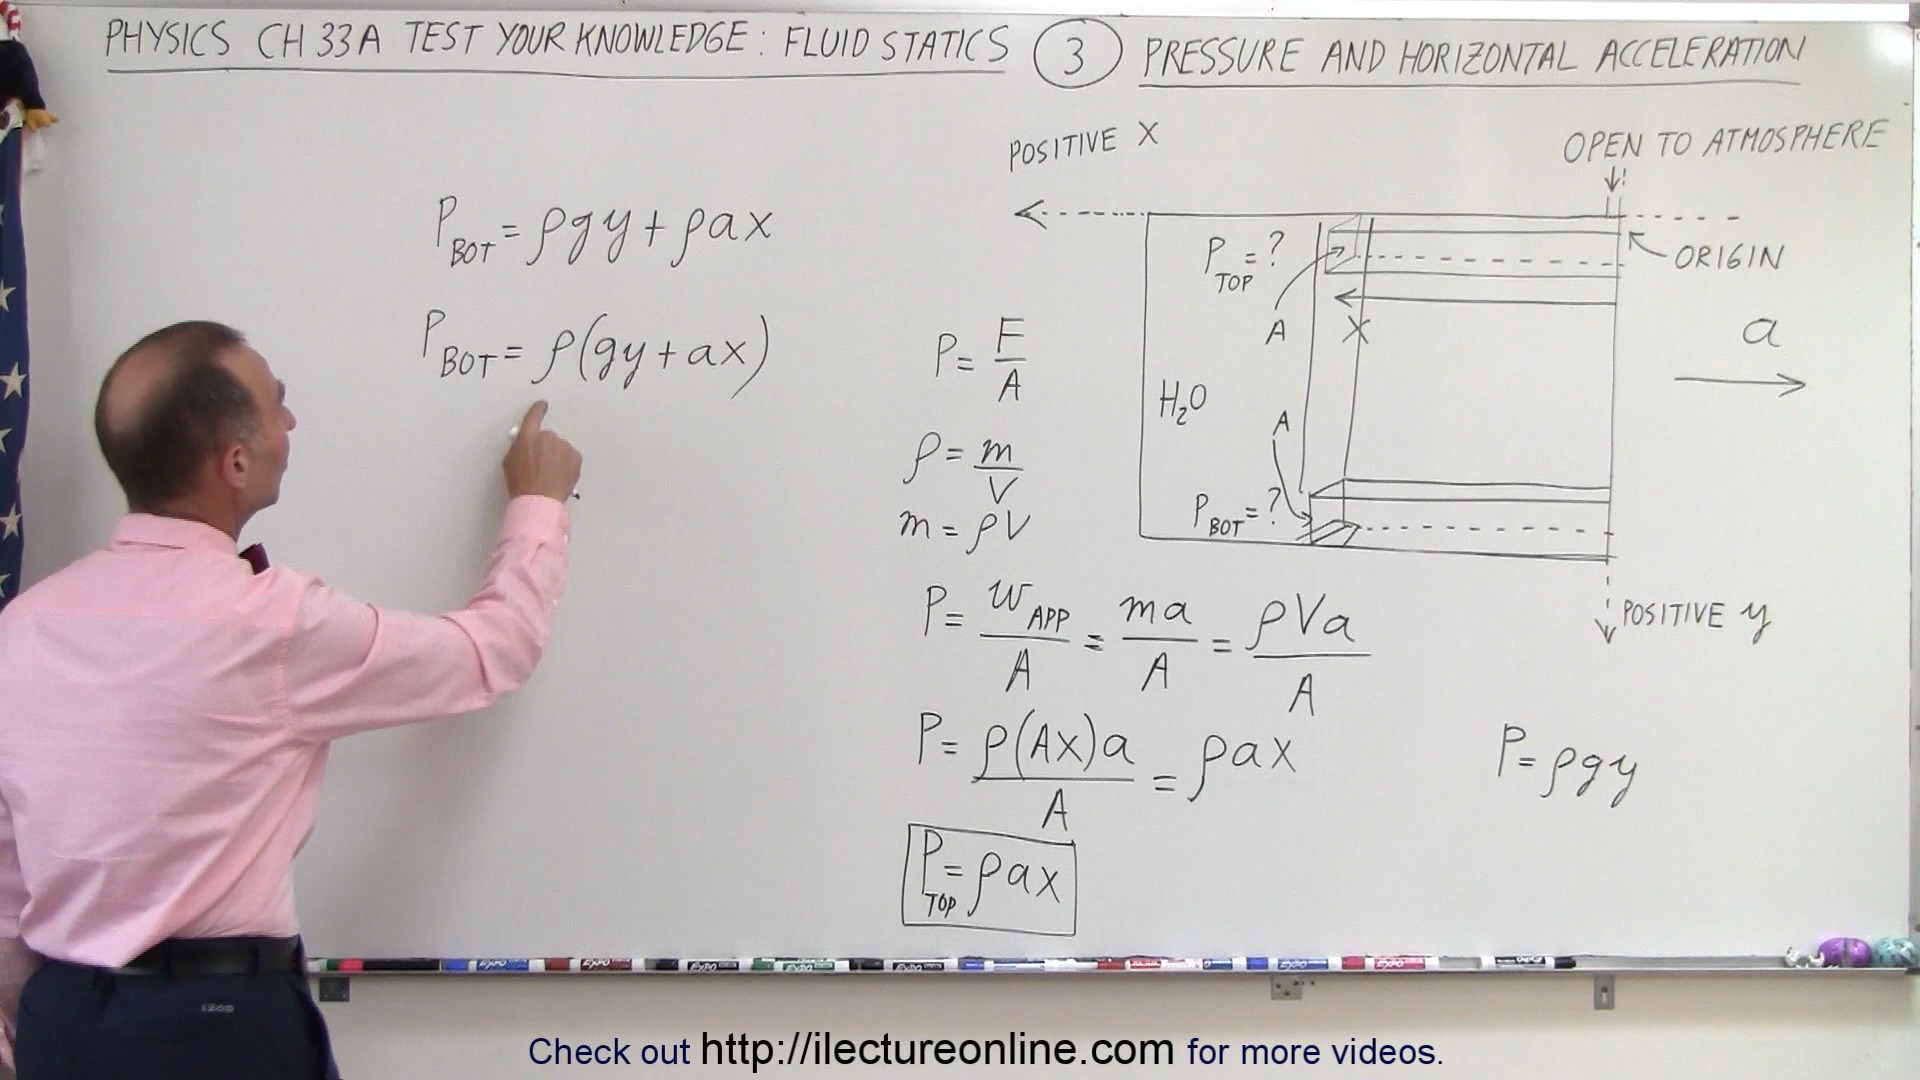 PHYSICS CH 33A TEST YOUR KNOWLEDGE: FLUID STATICS 3 PRESSURE AND HORIZONTAL ACCELERATION
P_BOT = ρgy + ρax
P_BOT = ρ(gy + ax)
POSITIVE X
OPEN TO ATMOSPHERE
P_TOP = ?
ORIGIN
A
X
a
H₂O
A
P_BOT = ?
POSITIVE y
P = F/A
ρ = m/V
m = ρV
P = W_APP/A = ma/A = ρVa/A
P = ρ(AX)a/A = ρax
P_TOP = ρax
P = ρgy
EXPO
IZOD
Check out http://ilectureonline.com for more videos.